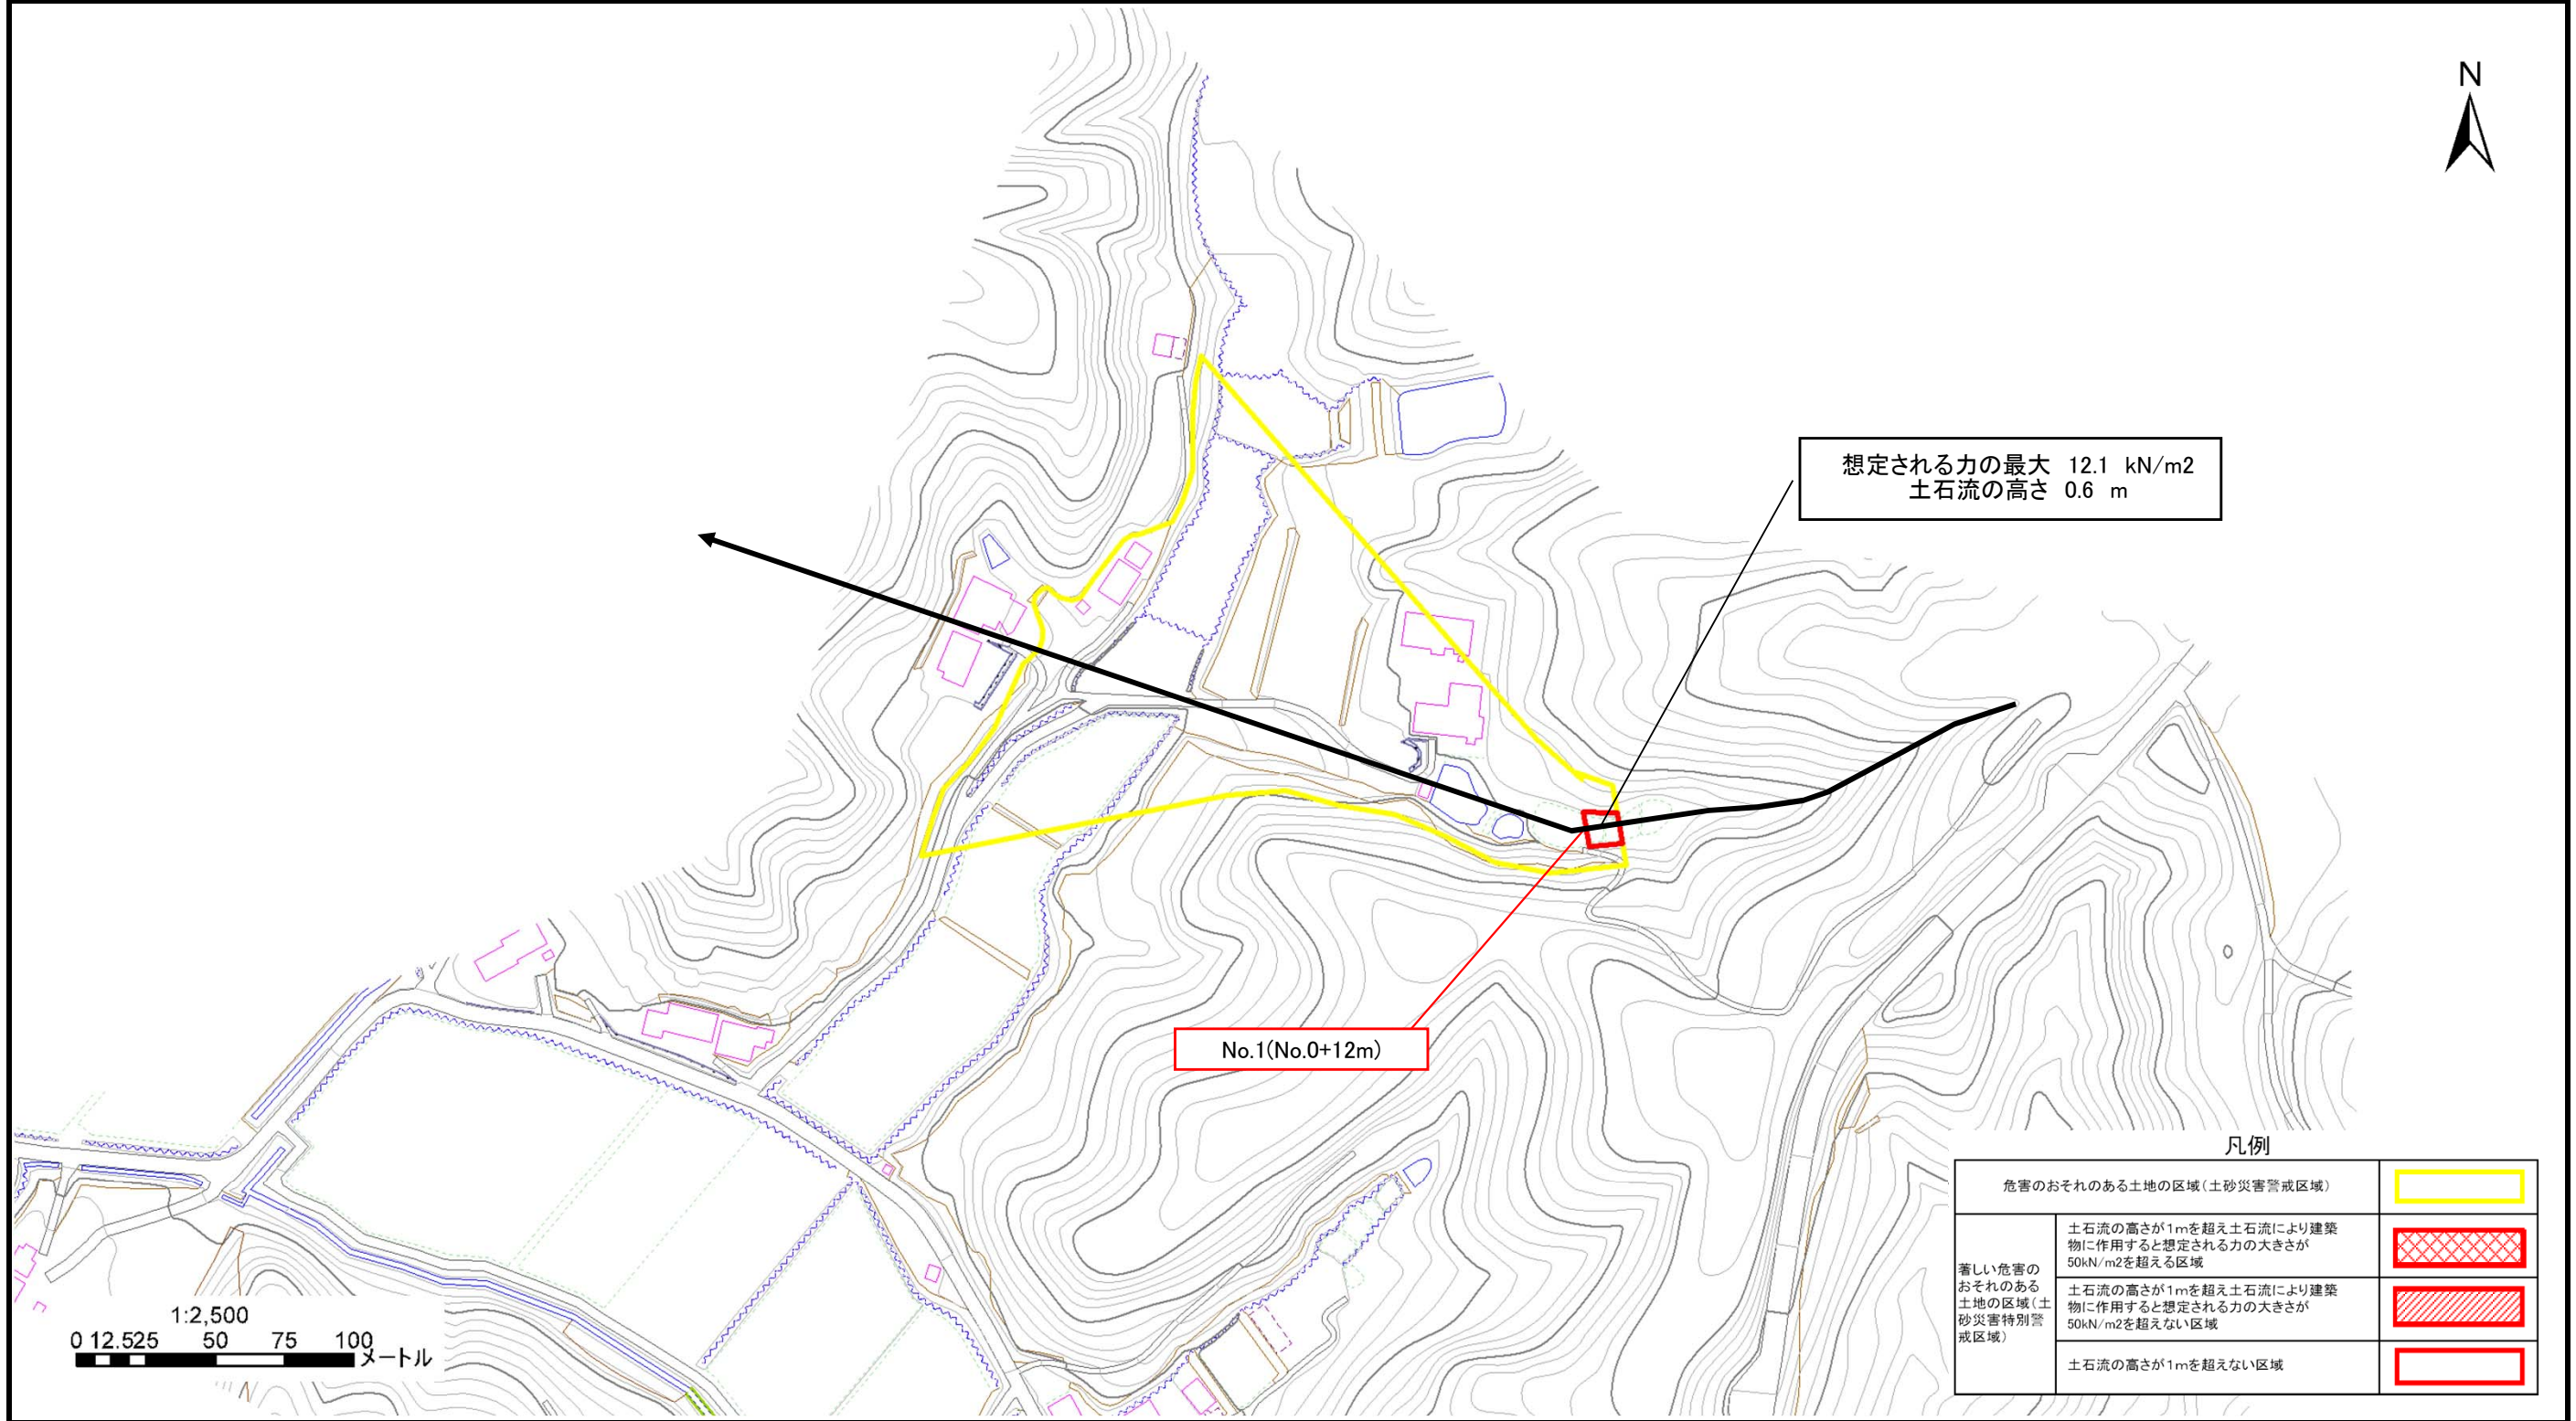 N
想定される力の最大 12.1 kN/m2
土石流の高さ 0.6 m
No.1(No.0+12m)
凡例
危害のおそれのある土地の区域(土砂災害警戒区域)
著しい危害の
おそれのある
土地の区域(土
砂災害特別警
戒区域)
土石流の高さが1mを超え土石流により建築
物に作用すると想定される力の大きさが
50kN/m2を超える区域
土石流の高さが1mを超え土石流により建築
物に作用すると想定される力の大きさが
50kN/m2を超えない区域
土石流の高さが1mを超えない区域
1:2,500
0 12.525 50 75 100
メートル